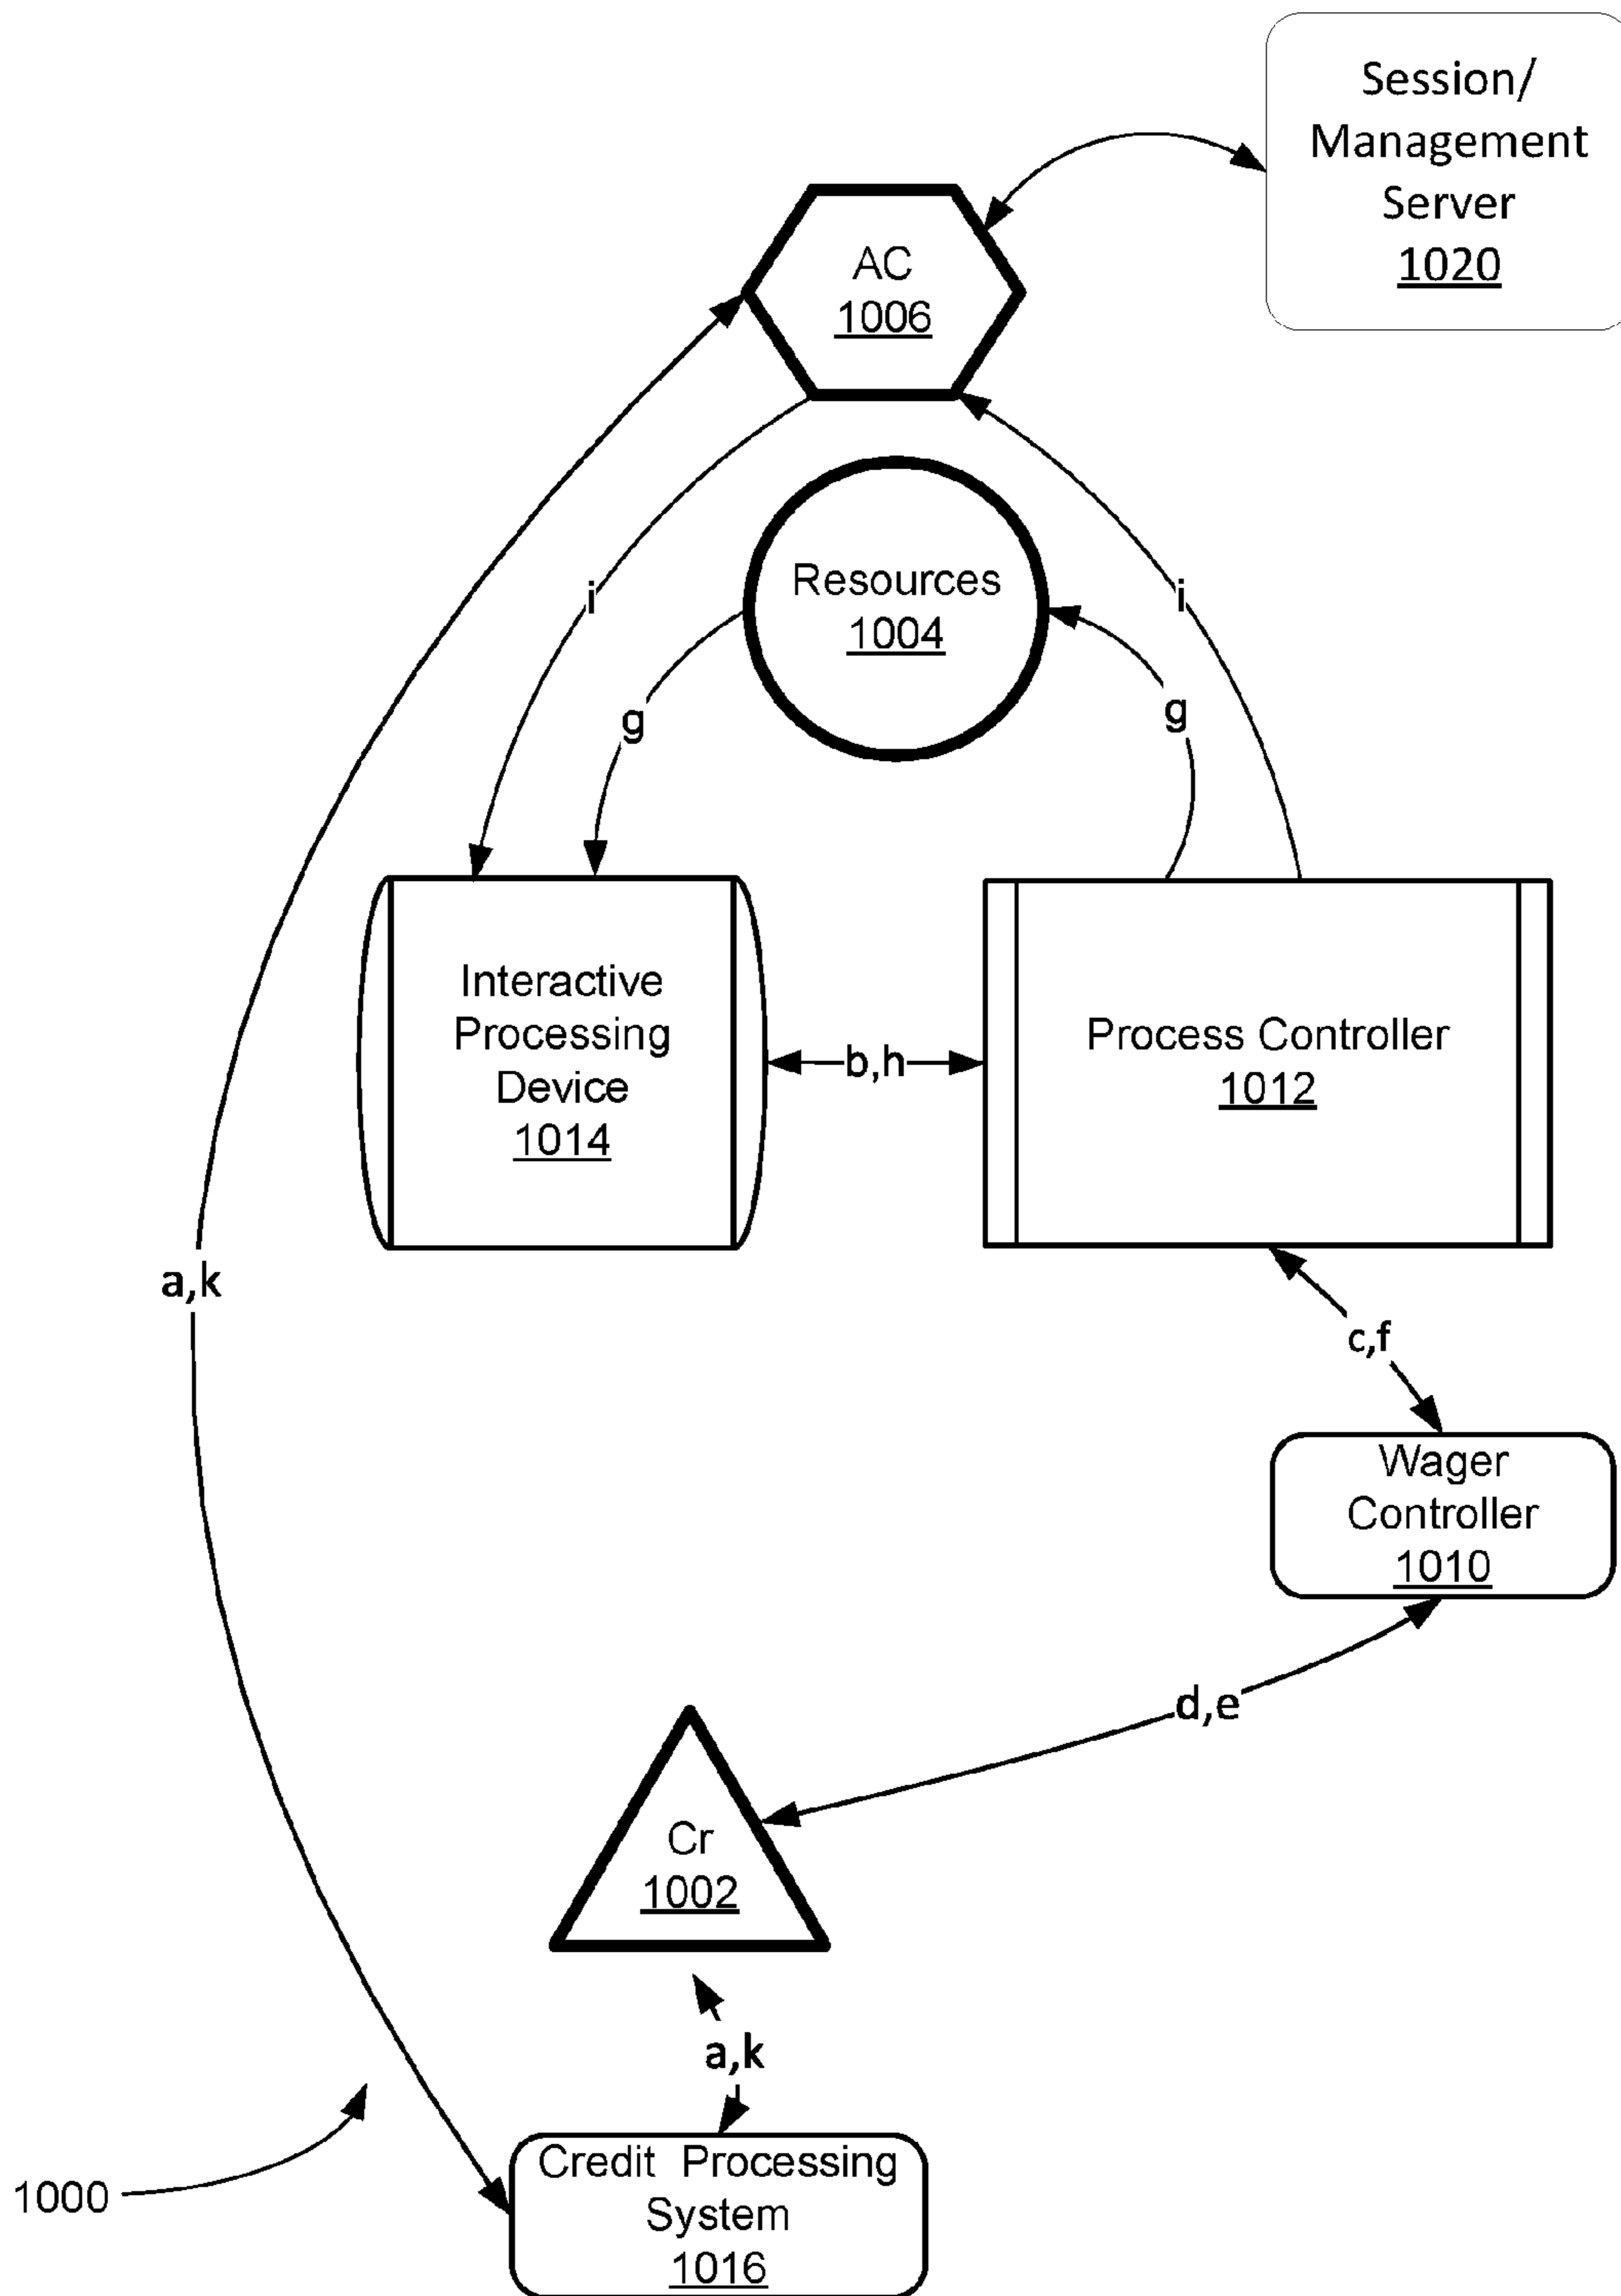 Session/
Management
Server
1020
AC
1006
Resources
1004
i
i
g
g
Interactive
Processing
Device
1014
b,h
Process Controller
1012
a,k
c,f
Wager
Controller
1010
d,e
Cr
1002
a,k
1000
Credit Processing
System
1016